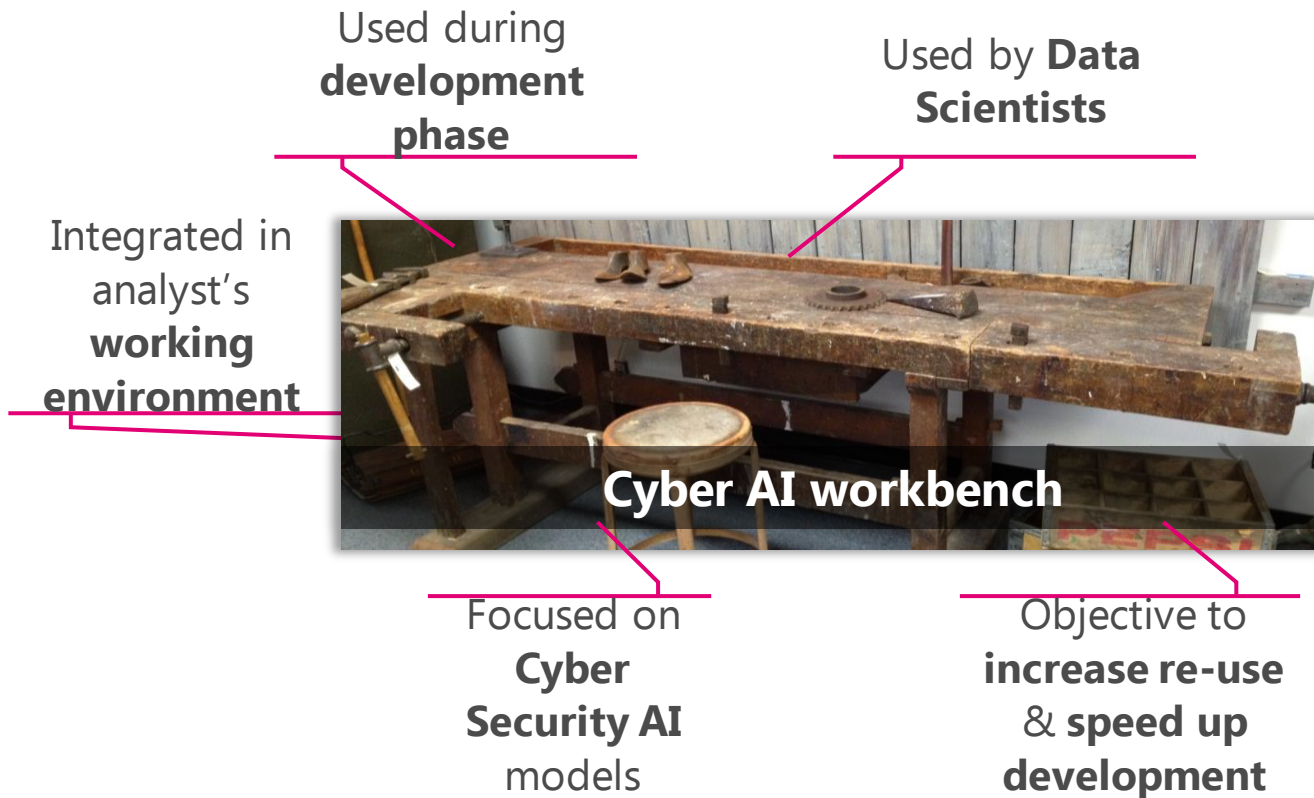 Used during
development
phase
Used by Data
Scientists
Integrated in
analyst's
working
environment
Cyber AI workbench
PEPSI
Focused on
Cyber
Security AI
models
Objective to
increase re-use
& speed up
development